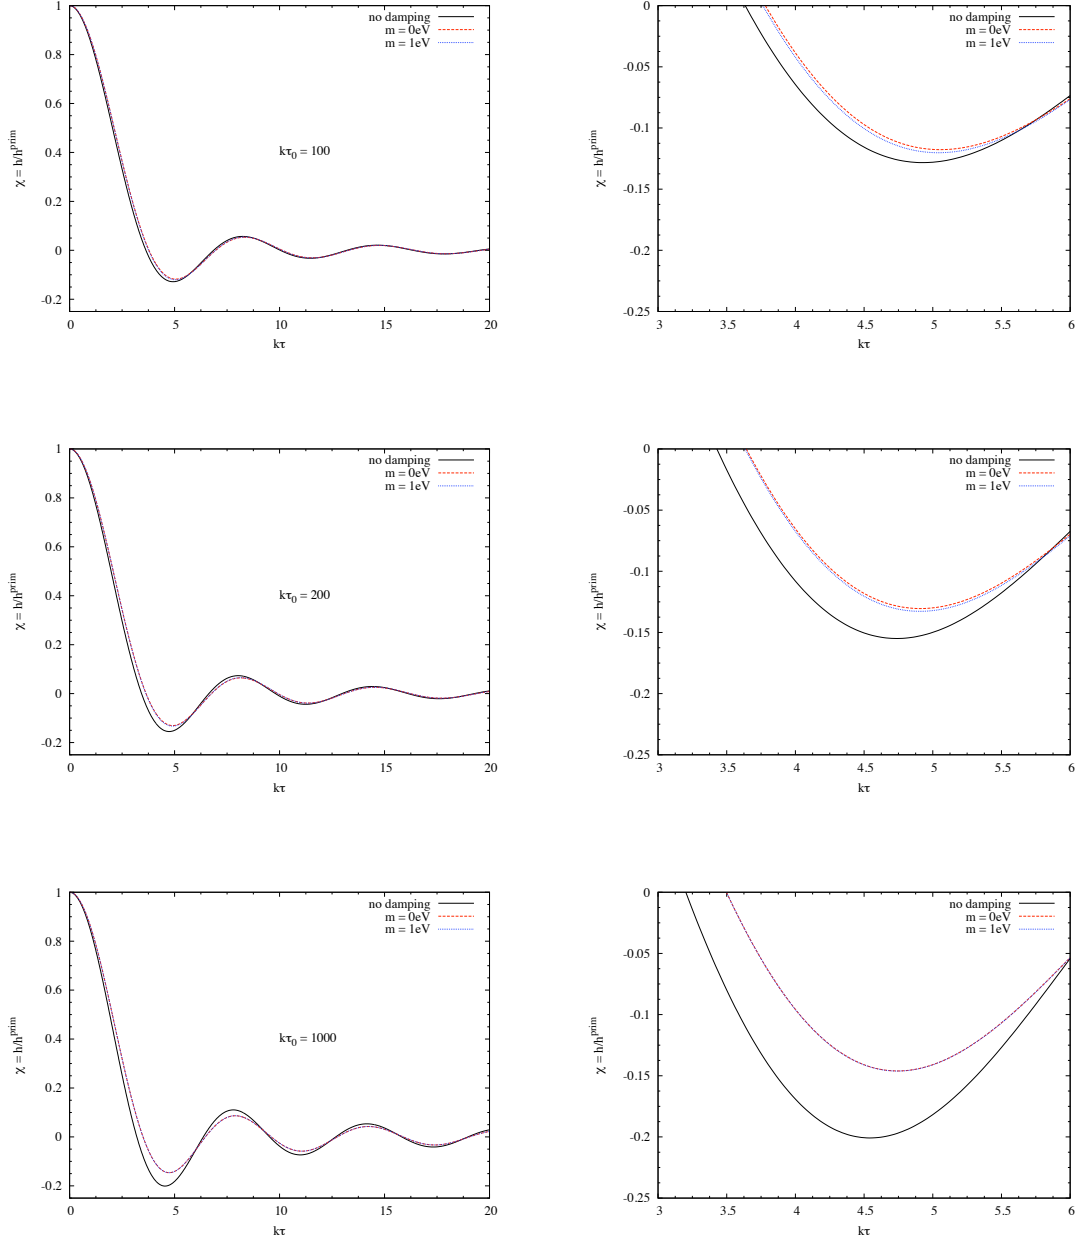 1
0.8
0.6
0.4
0.2
0
-0.2
0 5 10 15 20
χ = h/h^prim
kτ
no damping
m = 0eV
m = 1eV
kτ₀ = 100
0
-0.05
-0.1
-0.15
-0.2
-0.25
3 3.5 4 4.5 5 5.5 6
χ = h/h^prim
kτ
no damping
m = 0eV
m = 1eV
1
0.8
0.6
0.4
0.2
0
-0.2
0 5 10 15 20
χ = h/h^prim
kτ
no damping
m = 0eV
m = 1eV
kτ₀ = 200
0
-0.05
-0.1
-0.15
-0.2
-0.25
3 3.5 4 4.5 5 5.5 6
χ = h/h^prim
kτ
no damping
m = 0eV
m = 1eV
1
0.8
0.6
0.4
0.2
0
-0.2
0 5 10 15 20
χ = h/h^prim
kτ
no damping
m = 0eV
m = 1eV
kτ₀ = 1000
0
-0.05
-0.1
-0.15
-0.2
-0.25
3 3.5 4 4.5 5 5.5 6
χ = h/h^prim
kτ
no damping
m = 0eV
m = 1eV